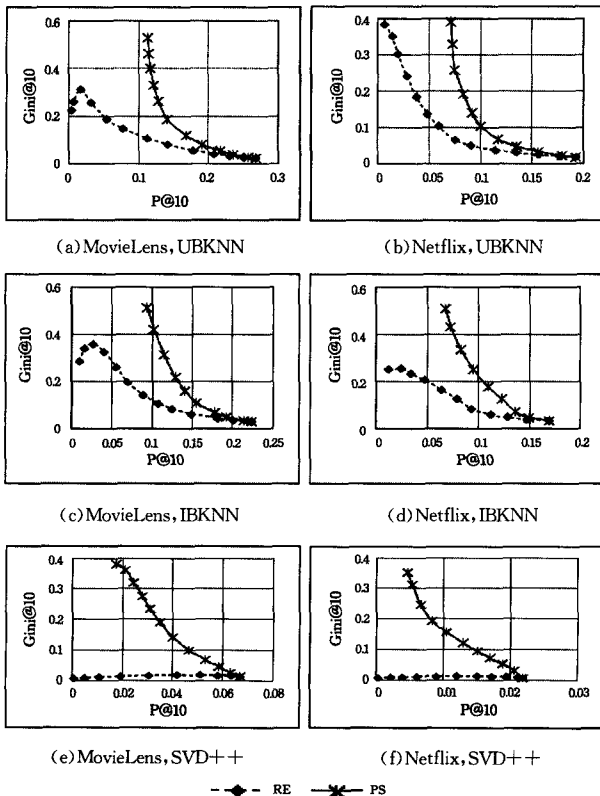 0.6
0.4
0.2
0
Gini@10
0
0.1
0.2
0.3
P@10
(a)MovieLens,UBKNN
0.4
0.3
0.2
0.1
0
Gini@10
0
0.05
0.1
0.15
0.2
P@10
(b)Netflix,UBKNN
0.6
0.4
0.2
0
Gini@10
0
0.05
0.1
0.15
0.2
0.25
P@10
(c)MovieLens,IBKNN
0.6
0.4
0.2
0
Gini@10
0
0.05
0.1
0.15
0.2
P@10
(d)Netflix,IBKNN
0.4
0.3
0.2
0.1
0
Gini@10
0
0.02
0.04
0.06
0.08
P@10
(e)MovieLens,SVD++
0.4
0.3
0.2
0.1
0
Gini@10
0
0.01
0.02
0.03
P@10
(f)Netflix,SVD++
RE
PS